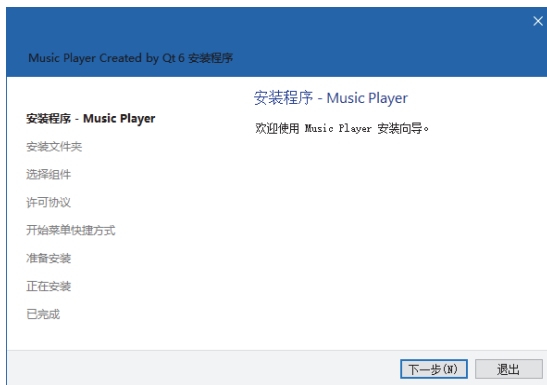 Music Player Created by Qt 6 安装程序
安装程序 - Music Player
安装文件夹
选择组件
许可协议
开始菜单快捷方式
准备安装
正在安装
已完成
安装程序 - Music Player
欢迎使用 Music Player 安装向导。
下一步(N)
退出